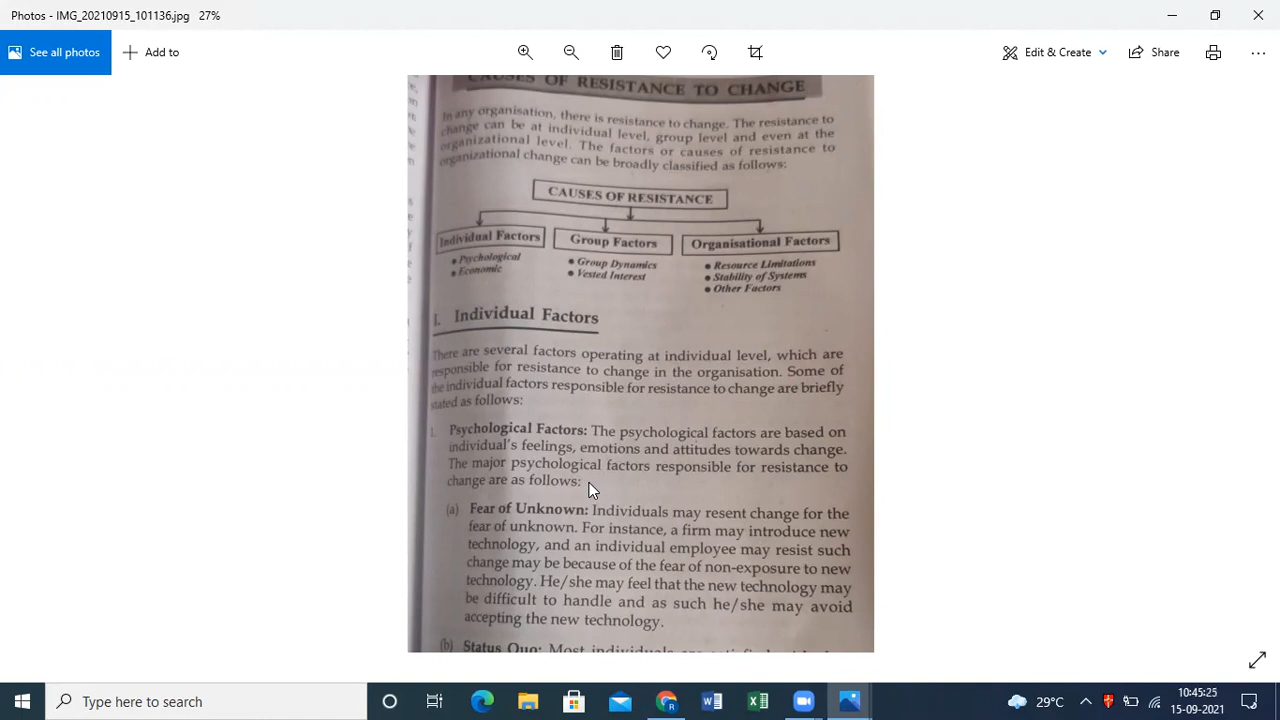 Photos - IMG_20210915_101136.jpg 27%
See all photos
Add to
Edit & Create
Share
CAUSES OF RESISTANCE TO CHANGE
In any organisation, there is resistance to change. The resistance to
change can be at individual level, group level and even at the
organizational level. The factors or causes of resistance to
organizational change can be broadly classified as follows:
CAUSES OF RESISTANCE
Individual Factors
• Psychological
• Economic
Group Factors
• Group Dynamics
• Vested Interest
Organisational Factors
• Resource Limitations
• Stability of Systems
• Other Factors
I. Individual Factors
There are several factors operating at individual level, which are
responsible for resistance to change in the organisation. Some of
the individual factors responsible for resistance to change are briefly
stated as follows:
1. Psychological Factors: The psychological factors are based on
individual's feelings, emotions and attitudes towards change.
The major psychological factors responsible for resistance to
change are as follows:
(a) Fear of Unknown: Individuals may resent change for the
fear of unknown. For instance, a firm may introduce new
technology, and an individual employee may resist such
change may be because of the fear of non-exposure to new
technology. He/she may feel that the new technology may
be difficult to handle and as such he/she may avoid
accepting the new technology.
(b) Status Quo: Most individuals are
Type here to search
29°C
10:45:25
15-09-2021